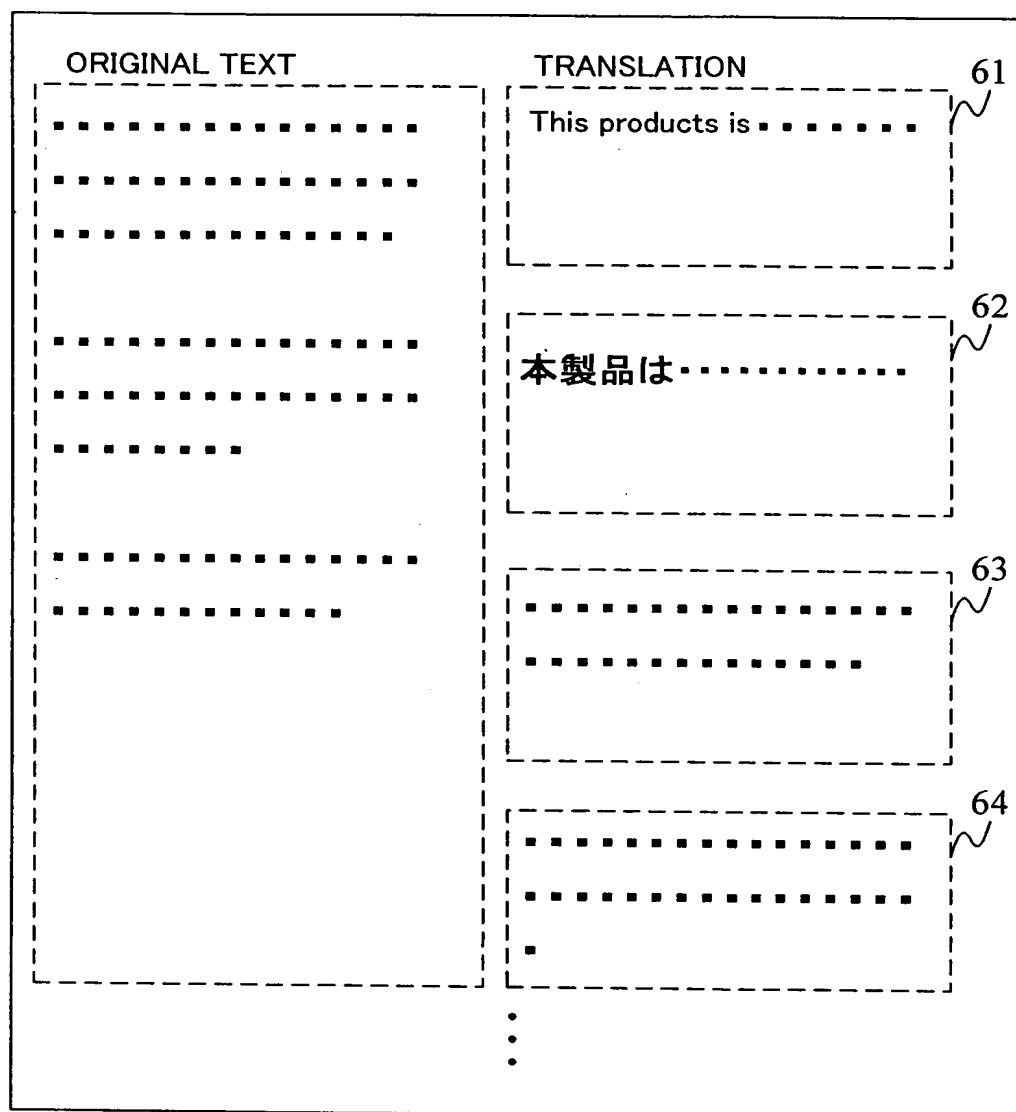 ORIGINAL TEXT
TRANSLATION
61
This products is ▪ ▪ ▪ ▪ ▪ ▪ ▪
62
本製品は ▪ ▪ ▪ ▪ ▪ ▪ ▪ ▪ ▪ ▪ ▪ ▪
63
64